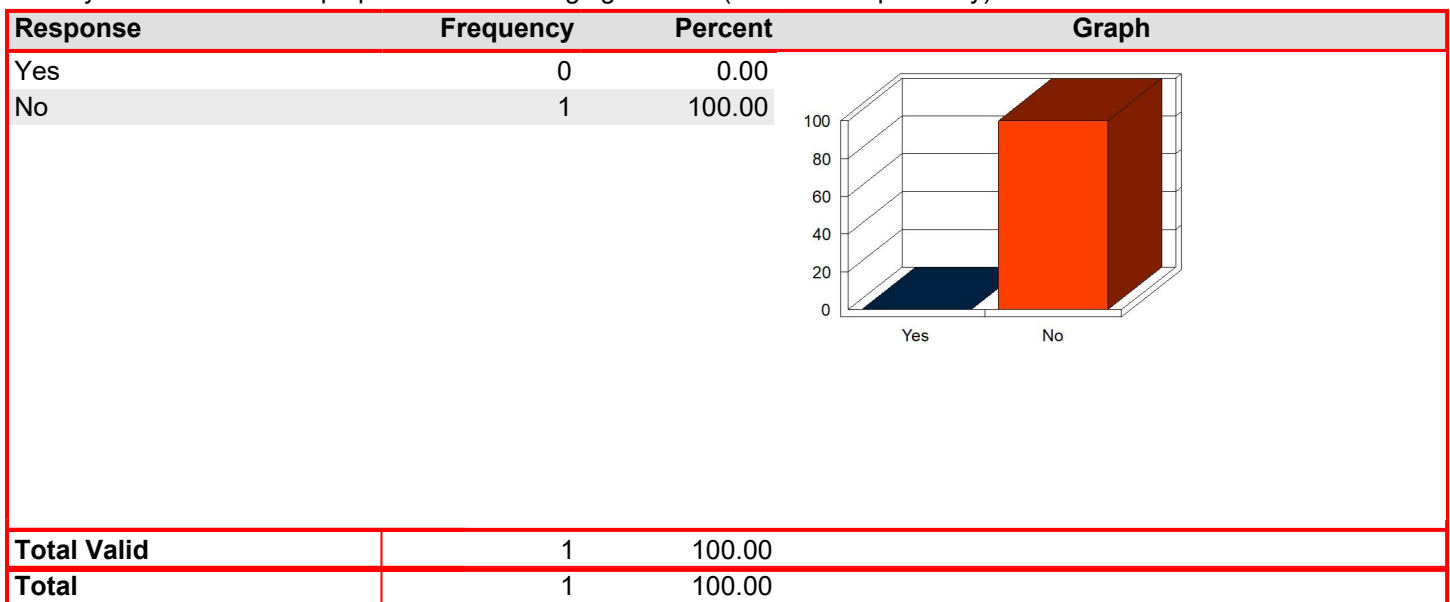 Response Frequency Percent Graph
Yes 0 0.00
No 1 100.00
100
80
60
40
20
0
Yes No
Total Valid 1 100.00
Total 1 100.00